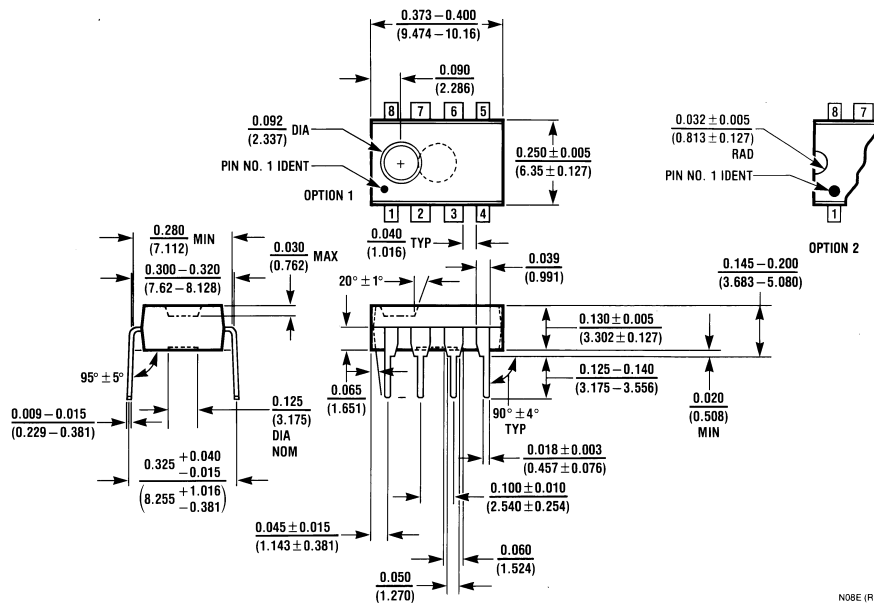 0.373 – 0.400
(9.474 – 10.16)
0.090
(2.286)
8 7 6 5
0.092
(2.337) DIA
PIN NO. 1 IDENT
OPTION 1
1 2 3 4
0.250 ± 0.005
(6.35 ± 0.127)
0.032 ± 0.005
(0.813 ± 0.127)
RAD
PIN NO. 1 IDENT
8 7
1
OPTION 2
0.280
(7.112) MIN
0.300 – 0.320
(7.62 – 8.128)
0.030
(0.762) MAX
0.040
(1.016) TYP
20° ± 1°
0.039
(0.991)
0.145 – 0.200
(3.683 – 5.080)
0.130 ± 0.005
(3.302 ± 0.127)
95° ± 5°
0.009 – 0.015
(0.229 – 0.381)
0.125
(3.175)
DIA
NOM
0.065
(1.651)
90° ± 4°
TYP
0.125 – 0.140
(3.175 – 3.556)
0.020
(0.508)
MIN
0.325 +0.040
−0.015
(8.255 +1.016
−0.381)
0.018 ± 0.003
(0.457 ± 0.076)
0.100 ± 0.010
(2.540 ± 0.254)
0.045 ± 0.015
(1.143 ± 0.381)
0.060
(1.524)
0.050
(1.270)
N08E (R